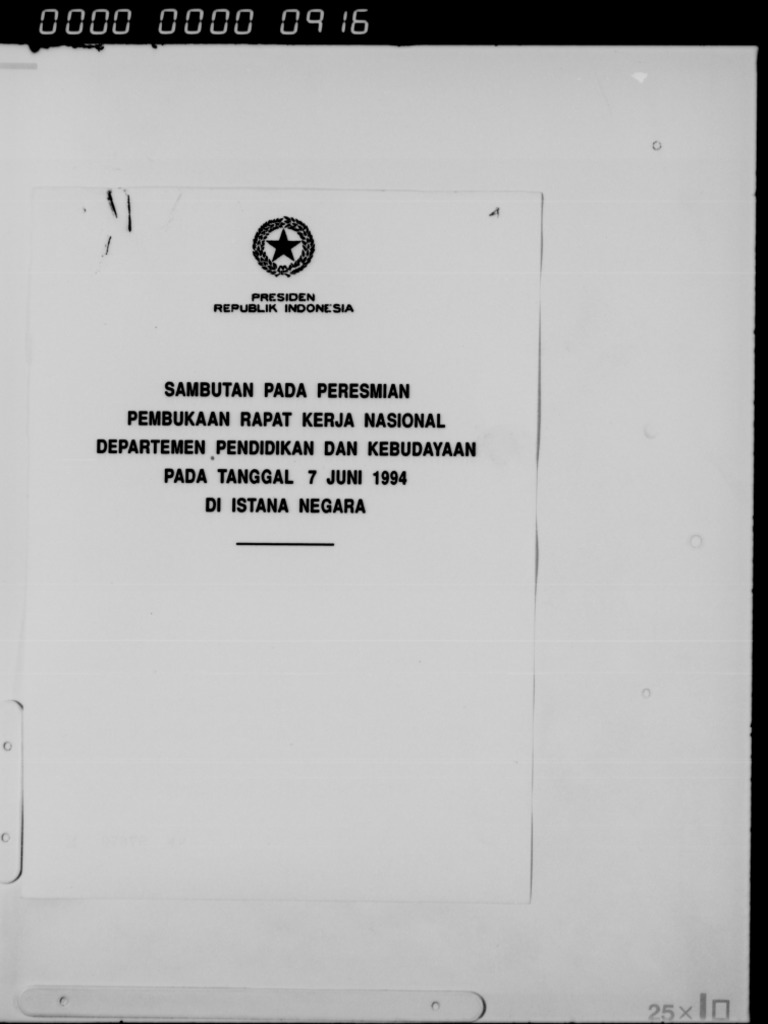 0000 0000 0916
PRESIDEN
REPUBLIK INDONESIA
SAMBUTAN PADA PERESMIAN
PEMBUKAAN RAPAT KERJA NASIONAL
DEPARTEMEN PENDIDIKAN DAN KEBUDAYAAN
PADA TANGGAL 7 JUNI 1994
DI ISTANA NEGARA
25×